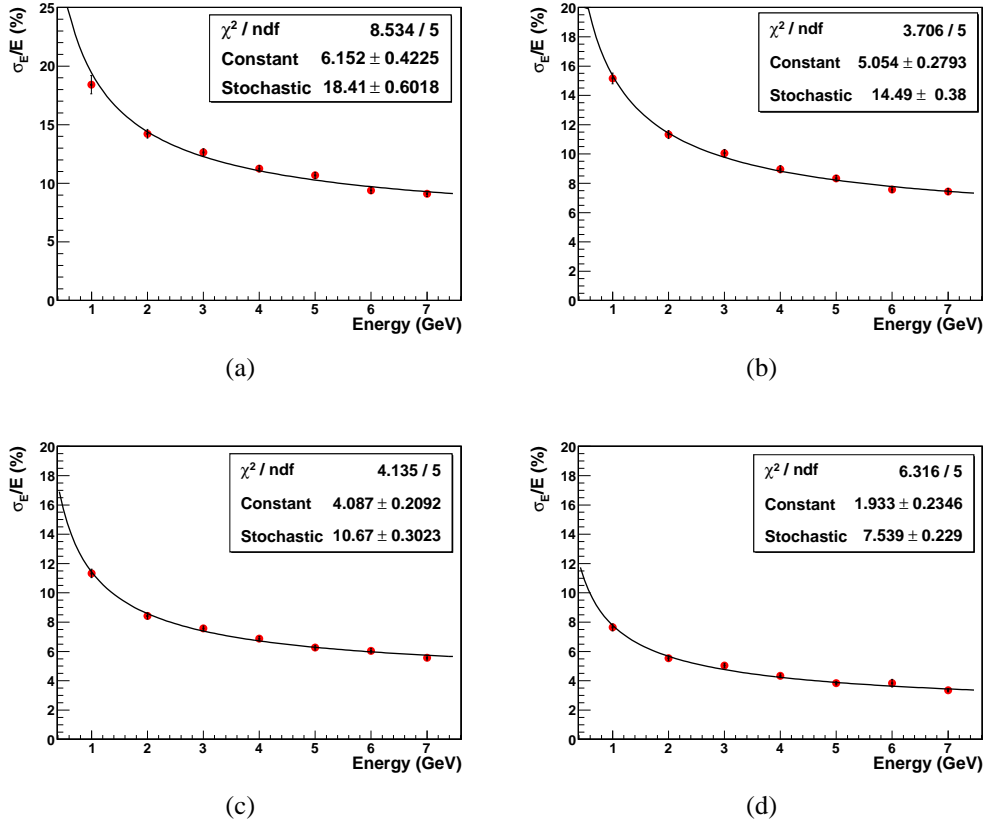 σE/E (%)
25
20
15
10
5
0
χ² / ndf 8.534 / 5
Constant 6.152 ± 0.4225
Stochastic 18.41 ± 0.6018
1 2 3 4 5 6 7
Energy (GeV)
(a)
σE/E (%)
20
18
16
14
12
10
8
6
4
2
0
χ² / ndf 3.706 / 5
Constant 5.054 ± 0.2793
Stochastic 14.49 ± 0.38
1 2 3 4 5 6 7
Energy (GeV)
(b)
σE/E (%)
20
18
16
14
12
10
8
6
4
2
0
χ² / ndf 4.135 / 5
Constant 4.087 ± 0.2092
Stochastic 10.67 ± 0.3023
1 2 3 4 5 6 7
Energy (GeV)
(c)
σE/E (%)
20
18
16
14
12
10
8
6
4
2
0
χ² / ndf 6.316 / 5
Constant 1.933 ± 0.2346
Stochastic 7.539 ± 0.229
1 2 3 4 5 6 7
Energy (GeV)
(d)